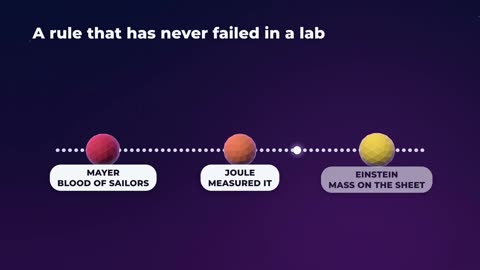 A rule that has never failed in a lab
MAYER
BLOOD OF SAILORS
JOULE
MEASURED IT
EINSTEIN
MASS ON THE SHEET